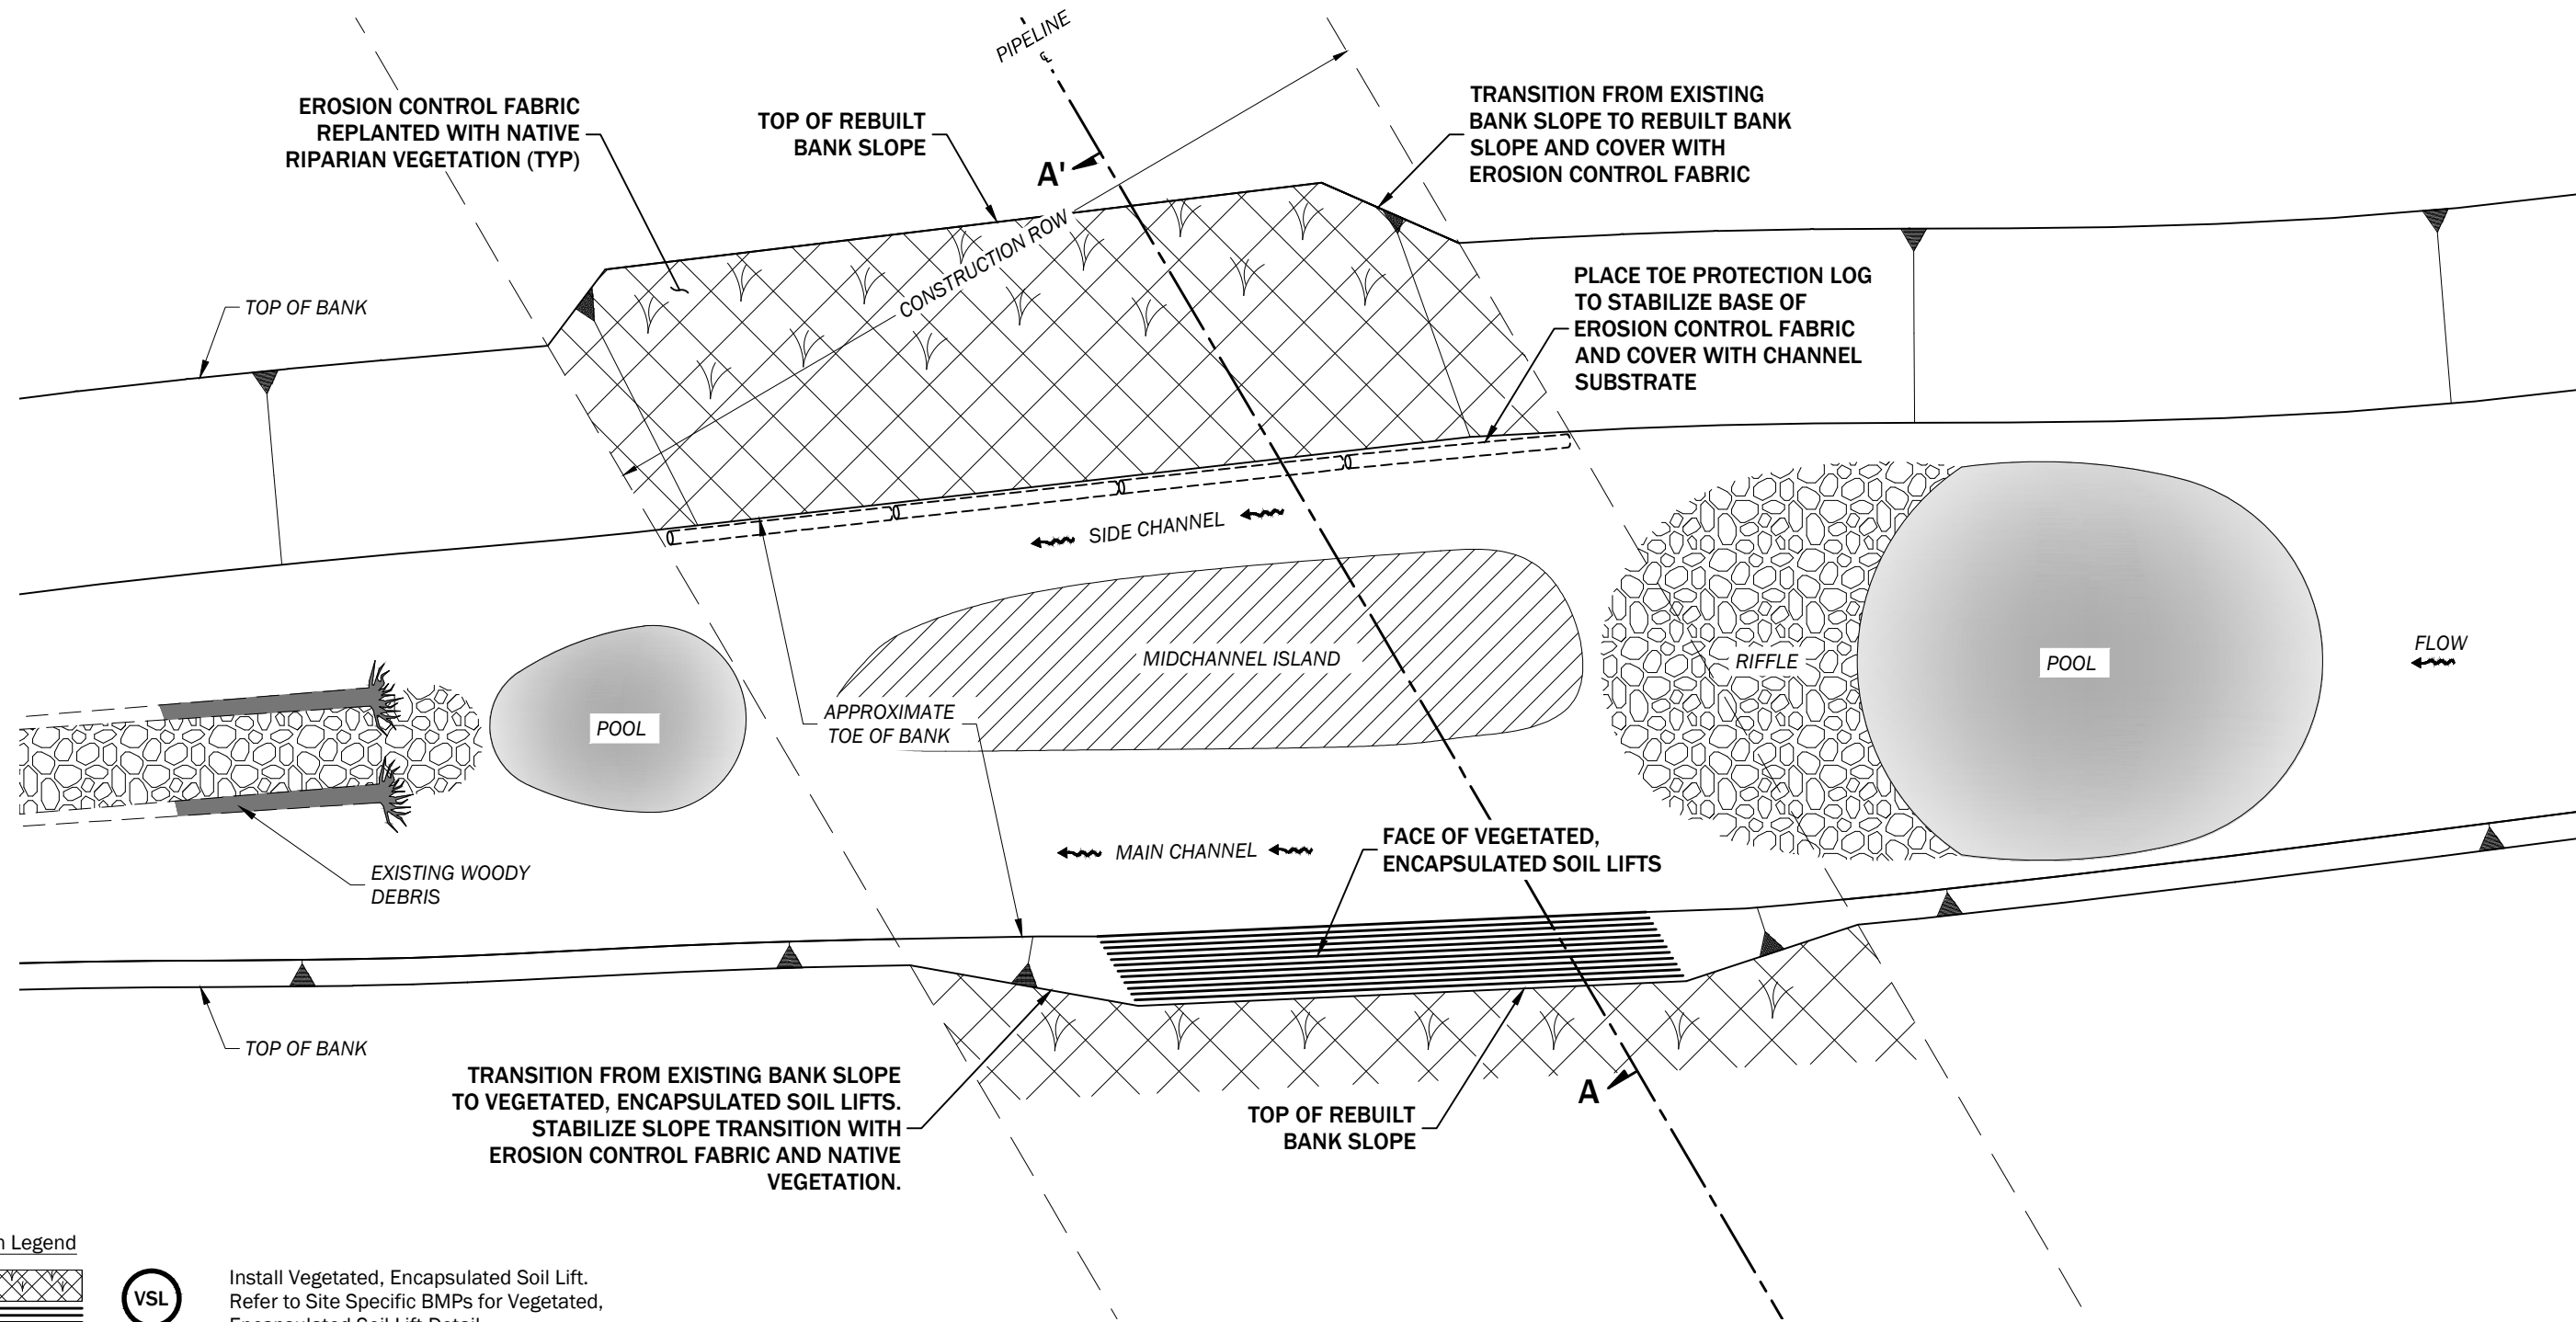 PIPELINE
℄
EROSION CONTROL FABRIC
REPLANTED WITH NATIVE
RIPARIAN VEGETATION (TYP)
TOP OF REBUILT
BANK SLOPE
A'
TRANSITION FROM EXISTING
BANK SLOPE TO REBUILT BANK
SLOPE AND COVER WITH
EROSION CONTROL FABRIC
CONSTRUCTION ROW
TOP OF BANK
PLACE TOE PROTECTION LOG
TO STABILIZE BASE OF
EROSION CONTROL FABRIC
AND COVER WITH CHANNEL
SUBSTRATE
SIDE CHANNEL
MIDCHANNEL ISLAND
RIFFLE
POOL
FLOW
POOL
APPROXIMATE
TOE OF BANK
MAIN CHANNEL
FACE OF VEGETATED,
ENCAPSULATED SOIL LIFTS
EXISTING WOODY
DEBRIS
TOP OF BANK
TRANSITION FROM EXISTING BANK SLOPE
TO VEGETATED, ENCAPSULATED SOIL LIFTS.
STABILIZE SLOPE TRANSITION WITH
EROSION CONTROL FABRIC AND NATIVE
VEGETATION.
TOP OF REBUILT
BANK SLOPE
A
Legend
VSL
Install Vegetated, Encapsulated Soil Lift.
Refer to Site Specific BMPs for Vegetated,
Encapsulated Soil Lift Detail